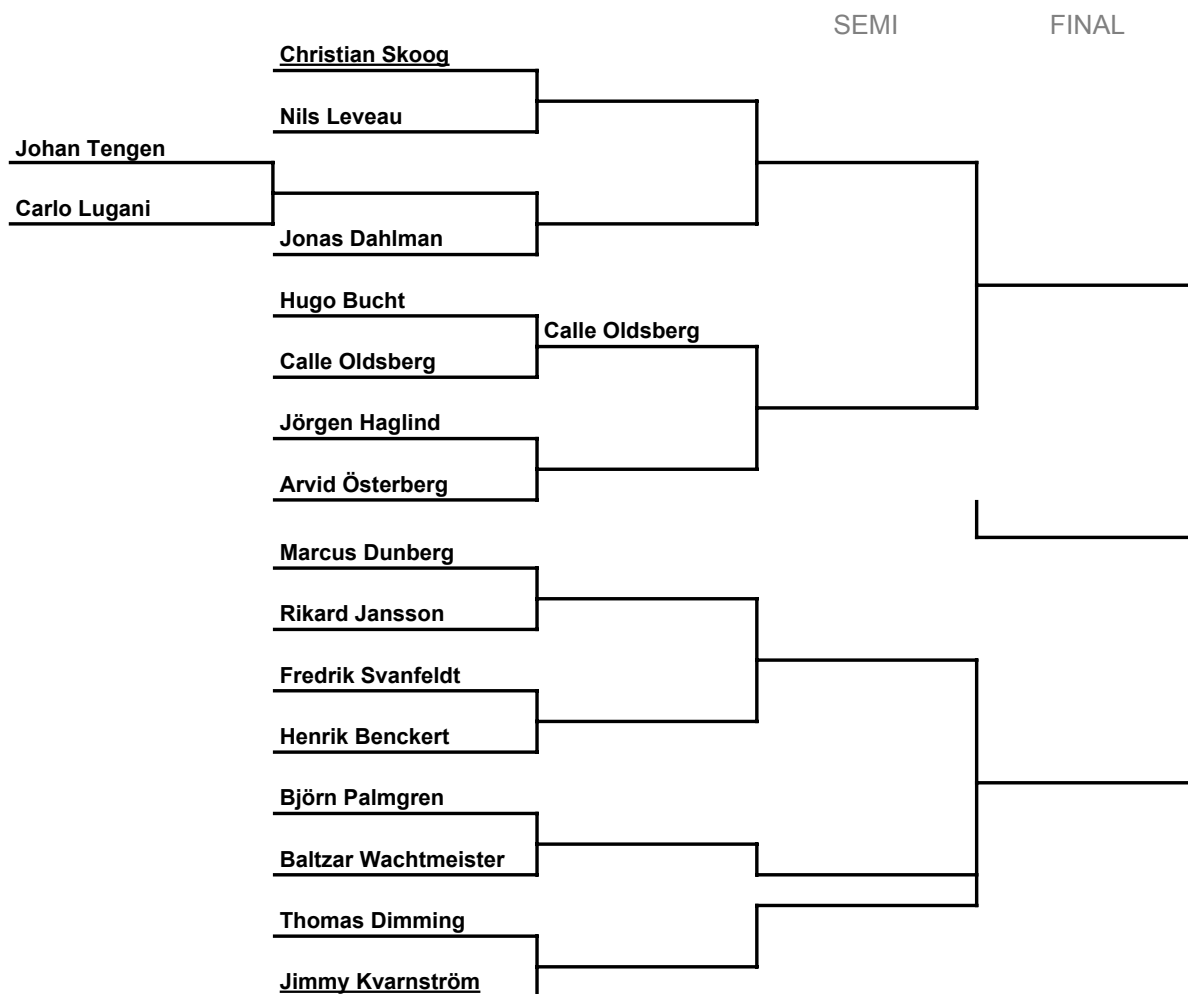 SEMI FINAL
Christian Skoog
Nils Leveau
Johan Tengen
Carlo Lugani
Jonas Dahlman
Hugo Bucht
Calle Oldsberg
Calle Oldsberg
Jörgen Haglind
Arvid Österberg
Marcus Dunberg
Rikard Jansson
Fredrik Svanfeldt
Henrik Benckert
Björn Palmgren
Baltzar Wachtmeister
Thomas Dimming
Jimmy Kvarnström